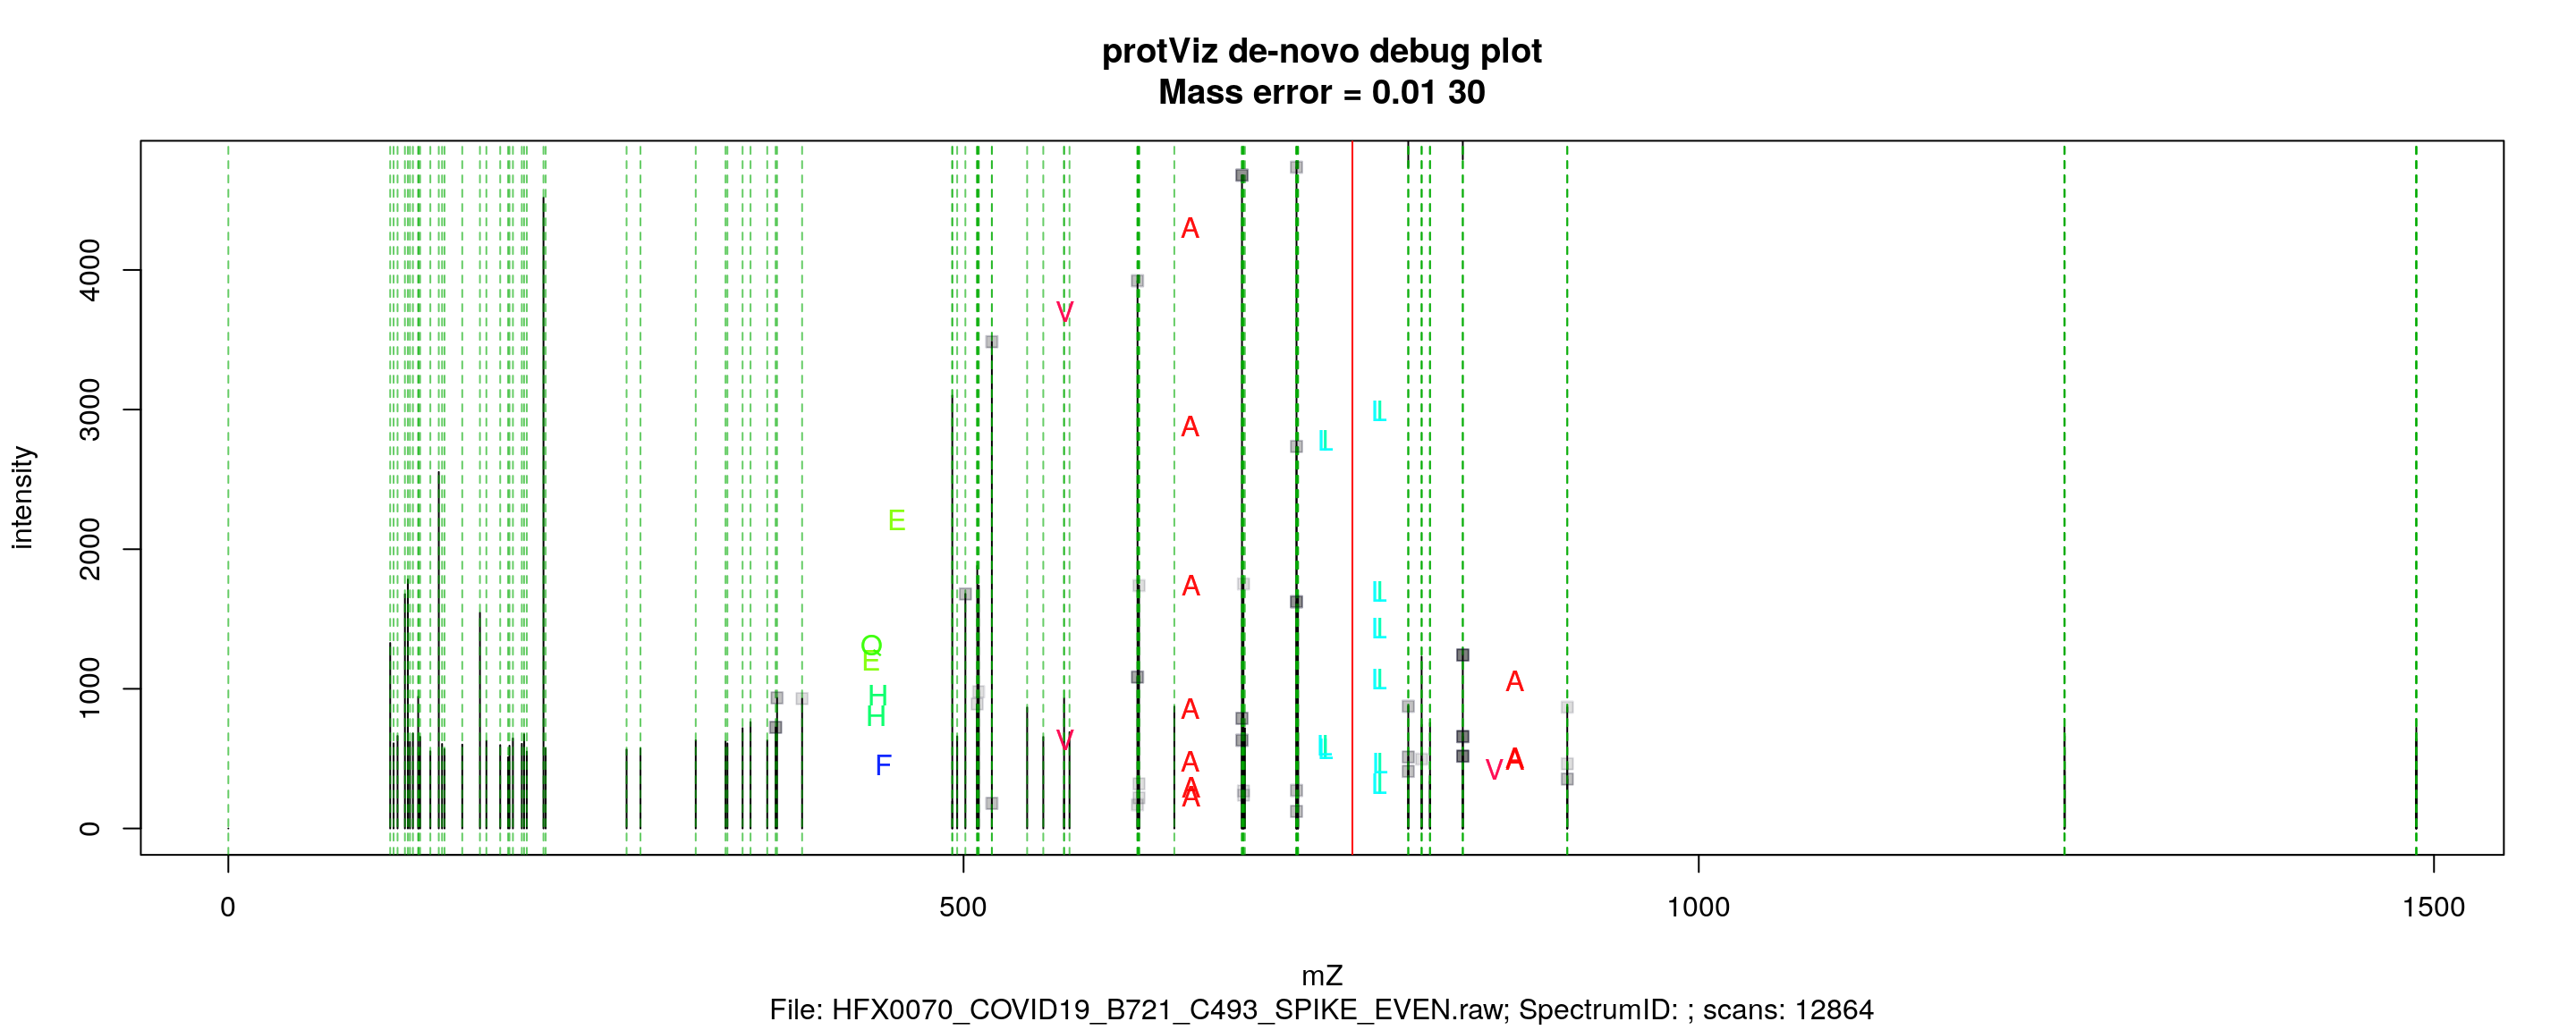 protViz de-novo debug plot
Mass error = 0.01 30
intensity
4000
3000
2000
1000
0
A
V
A
L
L
L
L
E
A
L
L
L
L
Q
E
H
H
A
L
L
A
V
L
L
A
A
L
L
F
V
A
A
A
L
L
0
500
1000
1500
mZ
File: HFX0070_COVID19_B721_C493_SPIKE_EVEN.raw; SpectrumID: ; scans: 12864